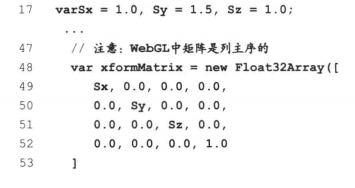 17 varSx = 1.0, Sy = 1.5, Sz = 1.0;
...
47 // 注意：WebGL中矩阵是列主序的
48 var xformMatrix = new Float32Array([
49 Sx, 0.0, 0.0, 0.0,
50 0.0, Sy, 0.0, 0.0,
51 0.0, 0.0, Sz, 0.0,
52 0.0, 0.0, 0.0, 1.0
53 ]